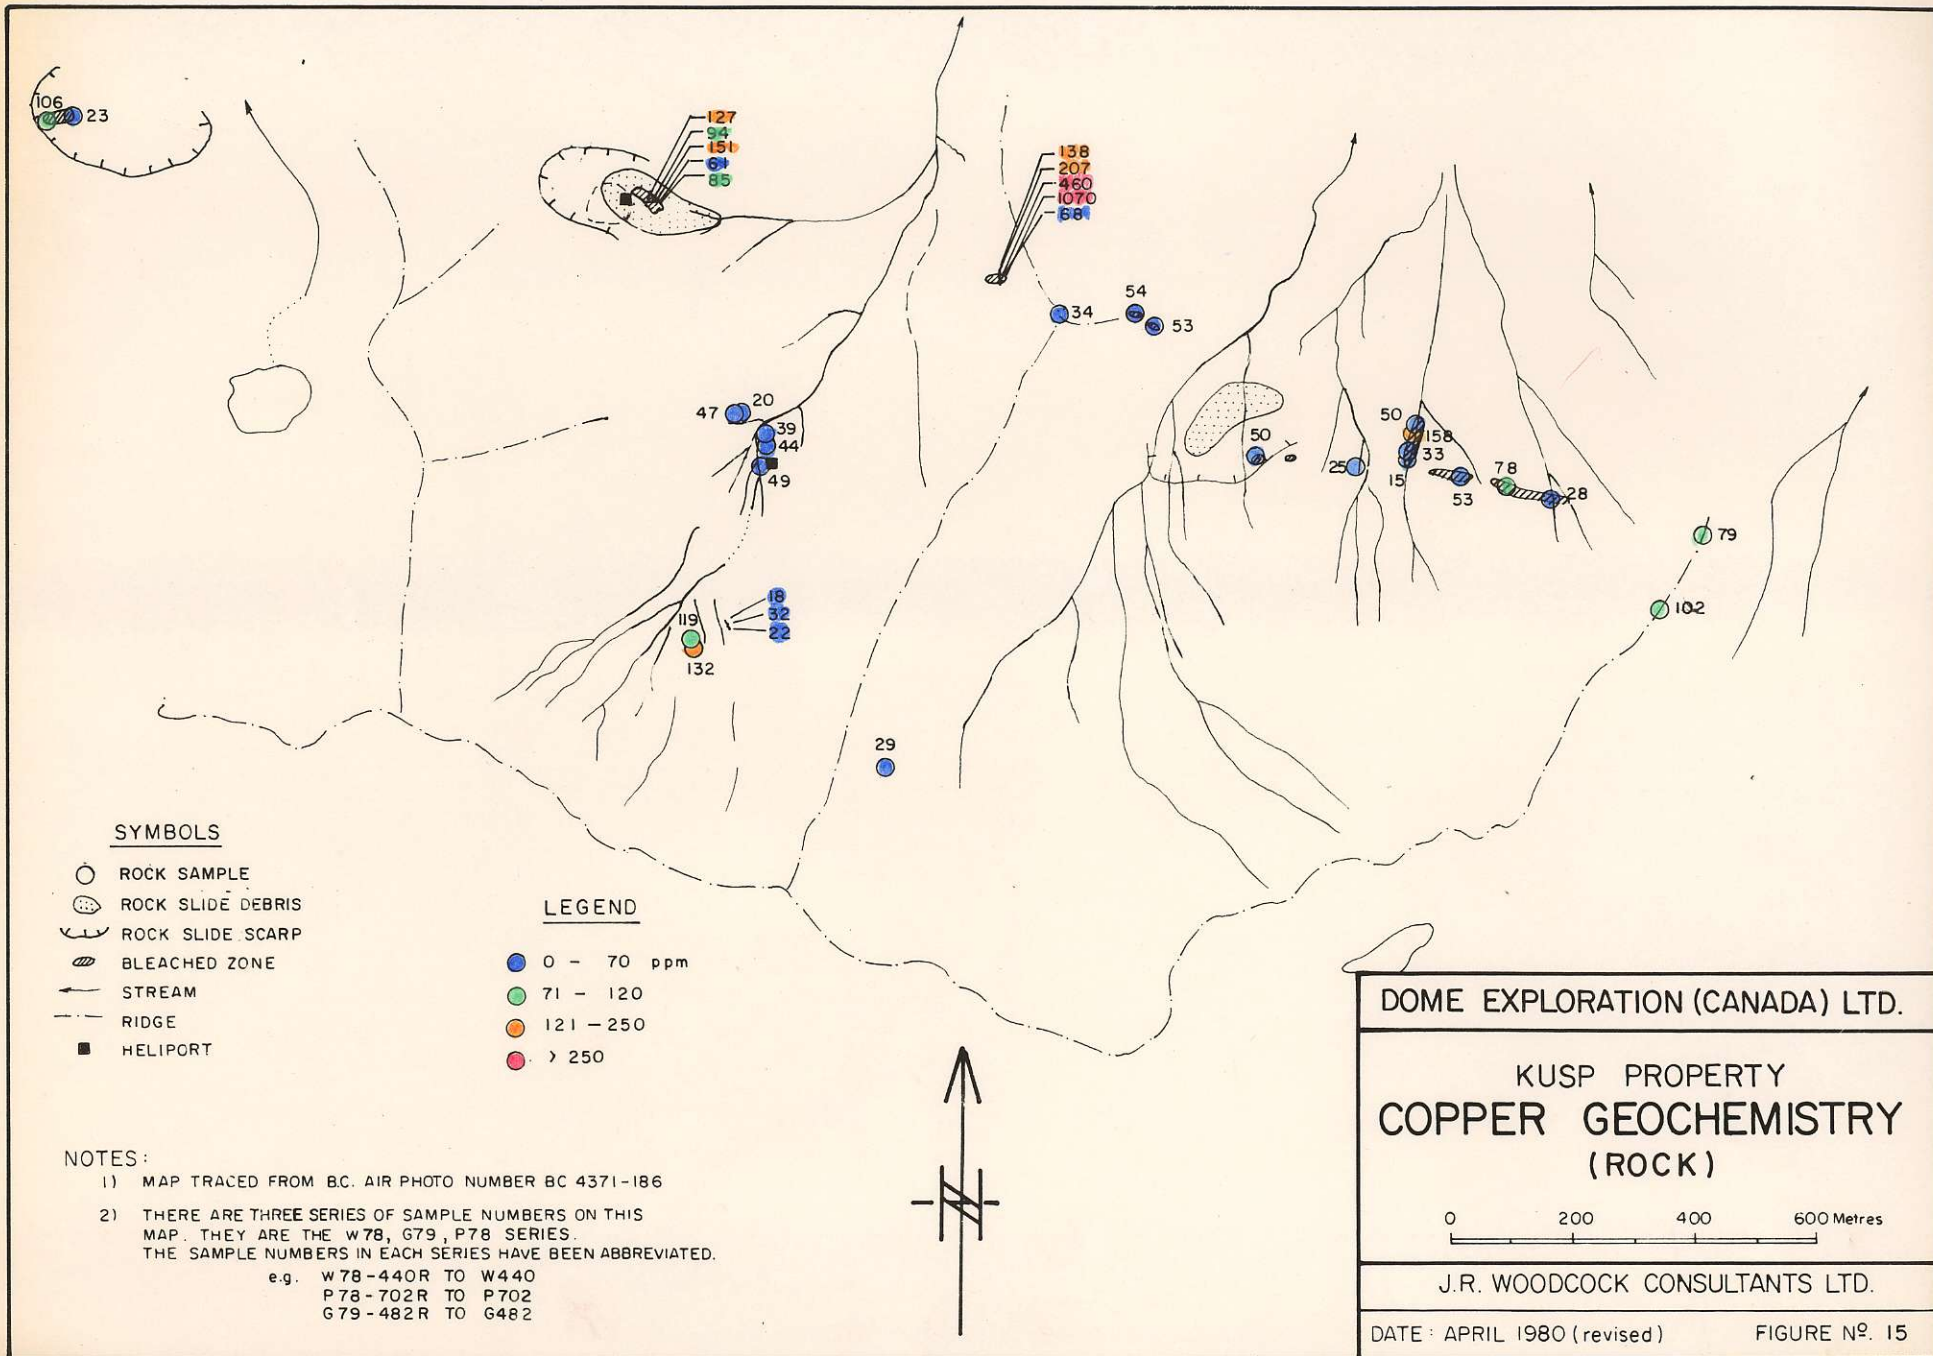 106
23
127
94
151
61
85
138
207
460
1070
68
34
54
53
47
20
39
44
49
50
25
50
158
33
15
53
78
28
79
102
18
32
22
119
132
29
SYMBOLS
ROCK SAMPLE
ROCK SLIDE DEBRIS
ROCK SLIDE SCARP
BLEACHED ZONE
STREAM
RIDGE
HELIPORT
LEGEND
0 - 70 ppm
71 - 120
121 - 250
> 250
NOTES:
1) MAP TRACED FROM B.C. AIR PHOTO NUMBER BC 4371-186
2) THERE ARE THREE SERIES OF SAMPLE NUMBERS ON THIS
MAP. THEY ARE THE W78, G79, P78 SERIES.
THE SAMPLE NUMBERS IN EACH SERIES HAVE BEEN ABBREVIATED.
e.g. W78-440R TO W440
P78-702R TO P702
G79-482R TO G482
N
DOME EXPLORATION (CANADA) LTD.
KUSP PROPERTY
COPPER GEOCHEMISTRY
(ROCK)
0 200 400 600 Metres
J.R. WOODCOCK CONSULTANTS LTD.
DATE: APRIL 1980 (revised) FIGURE Nº. 15